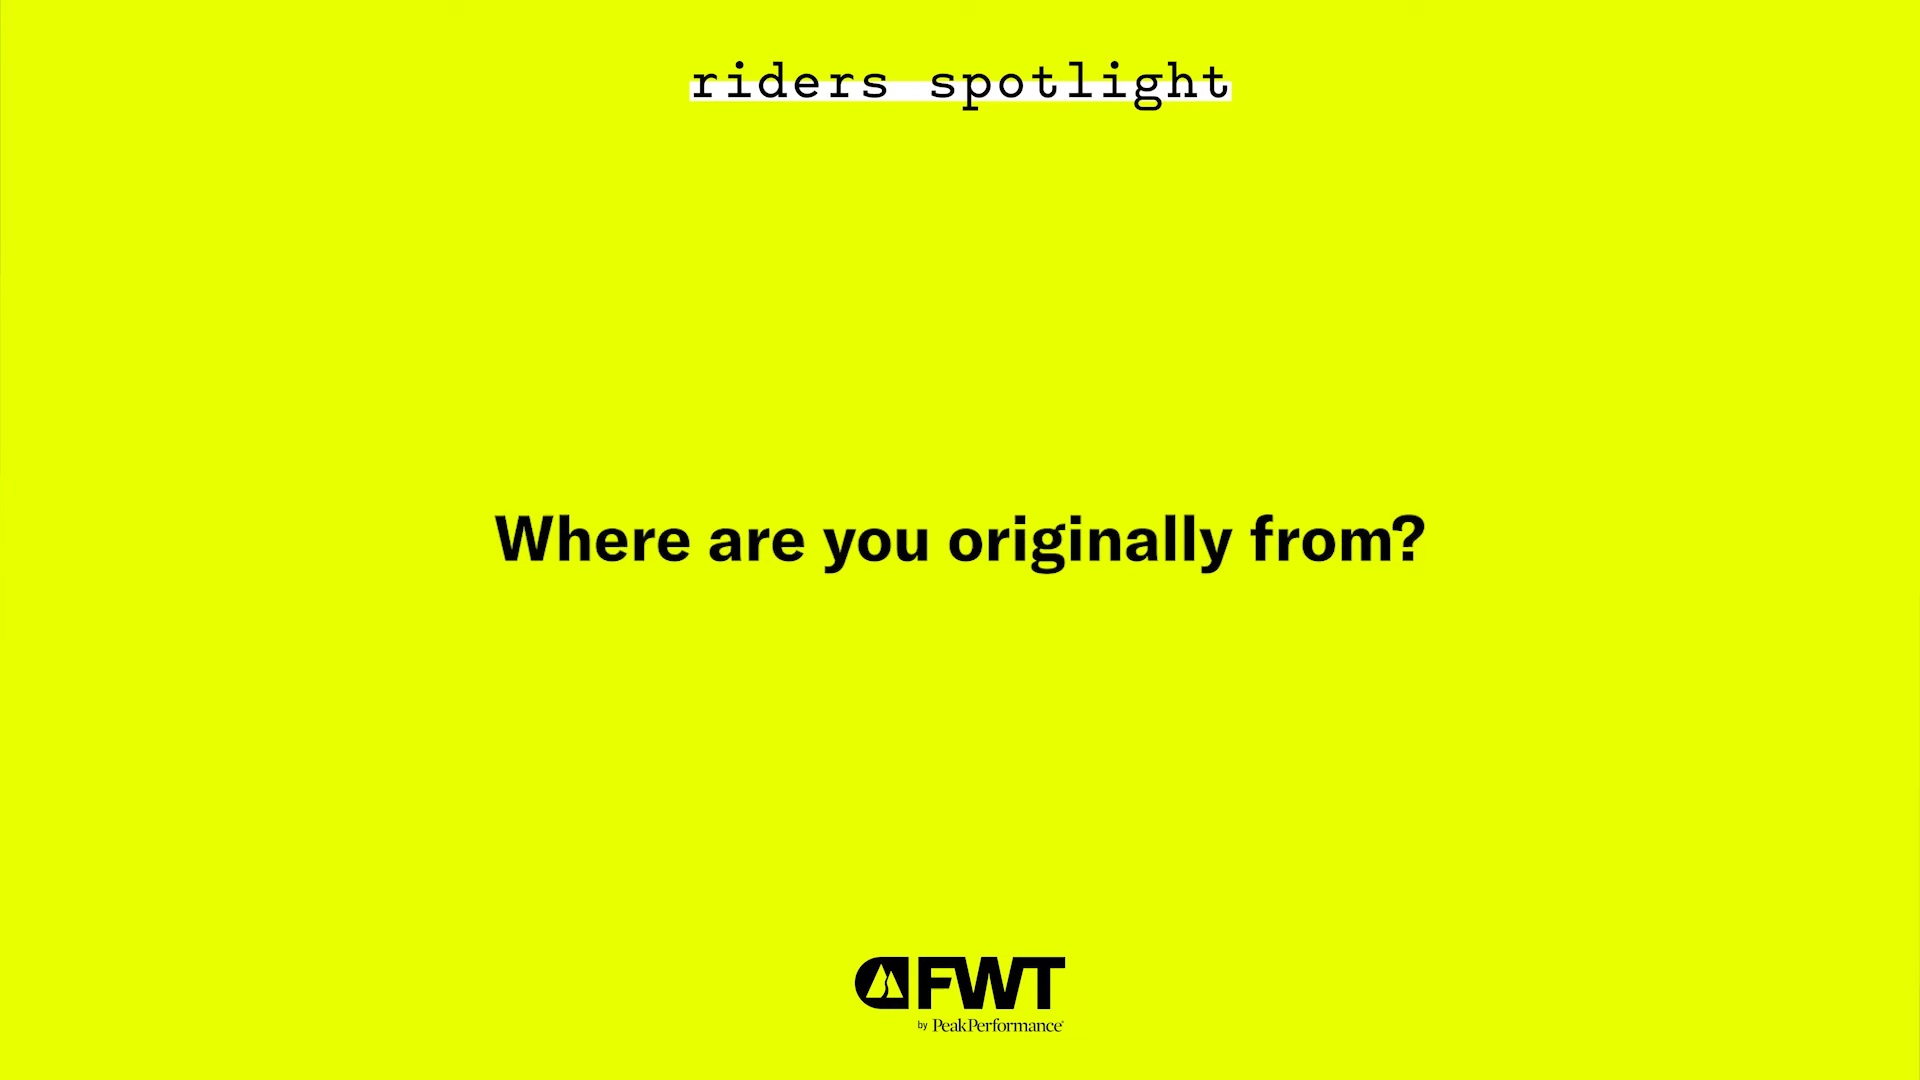 riders spotlight
Where are you originally from?
FWT
by PeakPerformance